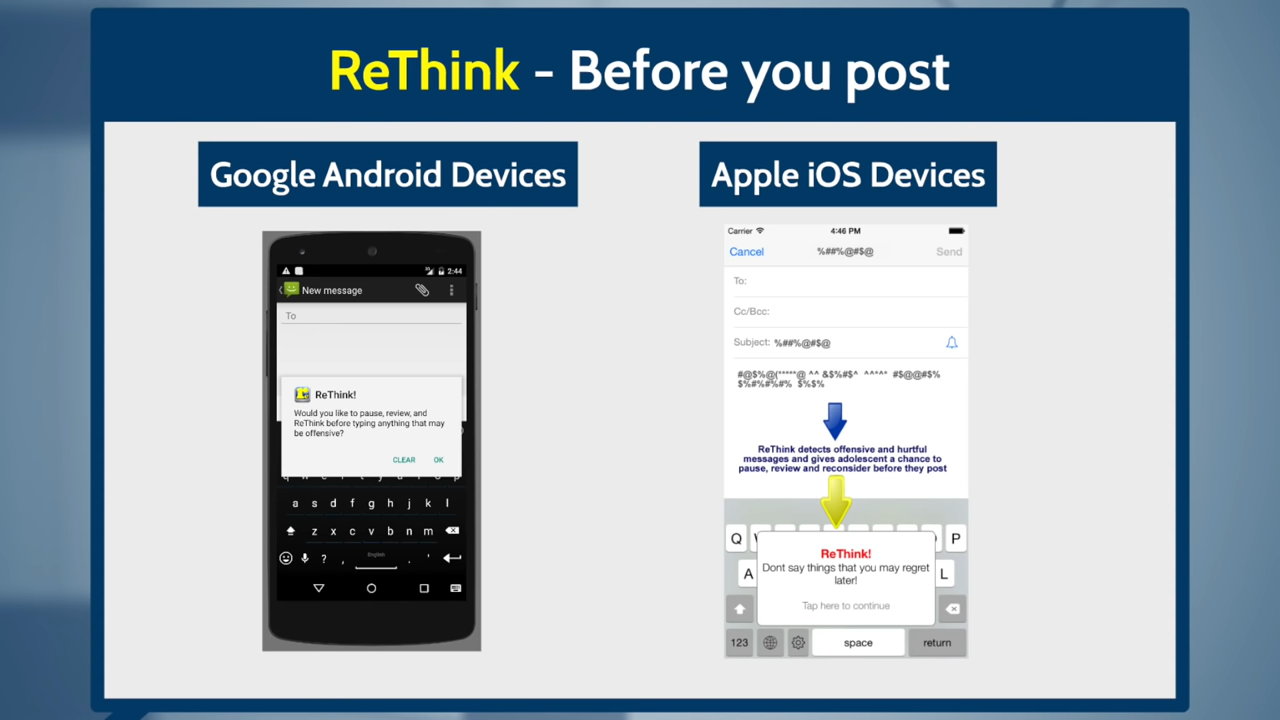 ReThink - Before you post
Google Android Devices
2:44
New message
To
ReThink!
Would you like to pause, review, and
ReThink before typing anything that may
be offensive?
CLEAR OK
a s d f g h j k l
z x c v b n m
? , English . '
Apple iOS Devices
Carrier 4:46 PM
Cancel %##%@#$@ Send
To:
Cc/Bcc:
Subject: %##%@#$@
#@$%@(*****@ ^^ &$%#$^ ^^*^* #$@@#$%
$%#%#%#% $%$%
ReThink detects offensive and hurtful
messages and gives adolescent a chance to
pause, review and reconsider before they post
Q P
ReThink!
Dont say things that you may regret
later!
Tap here to continue
A L
123 space return